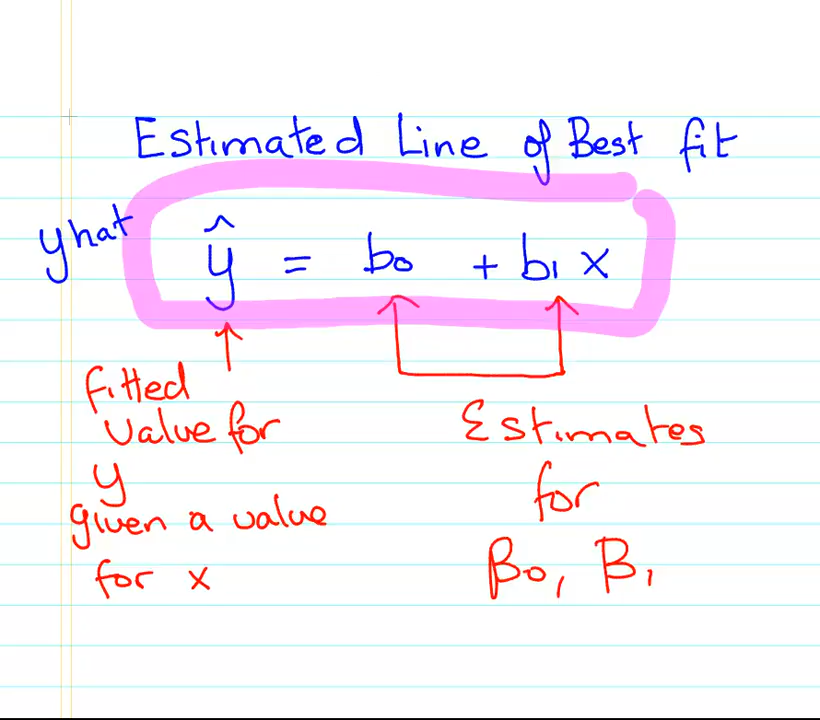 Estimated Line of Best fit
yhat
ŷ = b0 + b1 x
fitted
value for
y
given a value
for x
Estimates
for
β0, β1